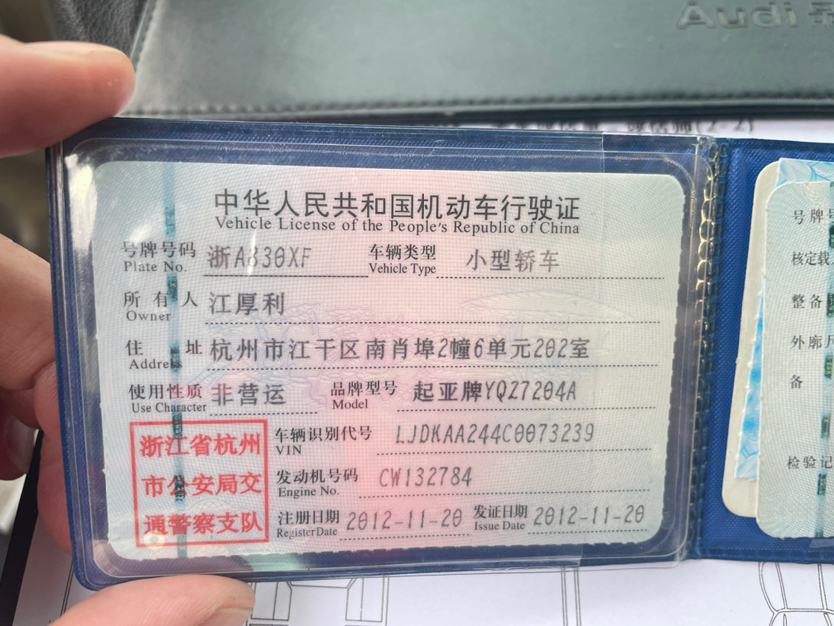 Audi
中华人民共和国机动车行驶证
Vehicle License of the People's Republic of China
号牌号码 浙A830XF 车辆类型 小型轿车
Plate No. Vehicle Type
所有人 江厚利
Owner
住址 杭州市江干区南肖埠2幢6单元202室
Address
使用性质 非营运 品牌型号 起亚牌YQZ7204A
Use Character Model
浙江省杭州
市公安局交
通警察支队
车辆识别代号 LJDKAA244C0073239
VIN
发动机号码 CW132784
Engine No.
注册日期 2012-11-20 发证日期 2012-11-20
Register Date Issue Date
号牌
核定载
整备
外廓尺
备
检验记